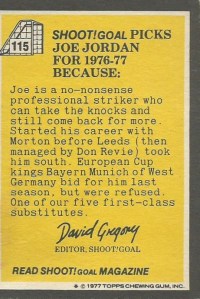 115
SHOOT!GOAL PICKS
JOE JORDAN
FOR 1976-77
BECAUSE:
Joe is a no-nonsense
professional striker who
can take the knocks and
still come back for more.
Started his career with
Morton before Leeds (then
managed by Don Revie) took
him south. European Cup
kings Bayern Munich of West
Germany bid for him last
season, but were refused.
One of our five first-class
substitutes.
David Gregory
EDITOR, SHOOT!GOAL
READ SHOOT! GOAL MAGAZINE
* © 1977 TOPPS CHEWING GUM, INC.